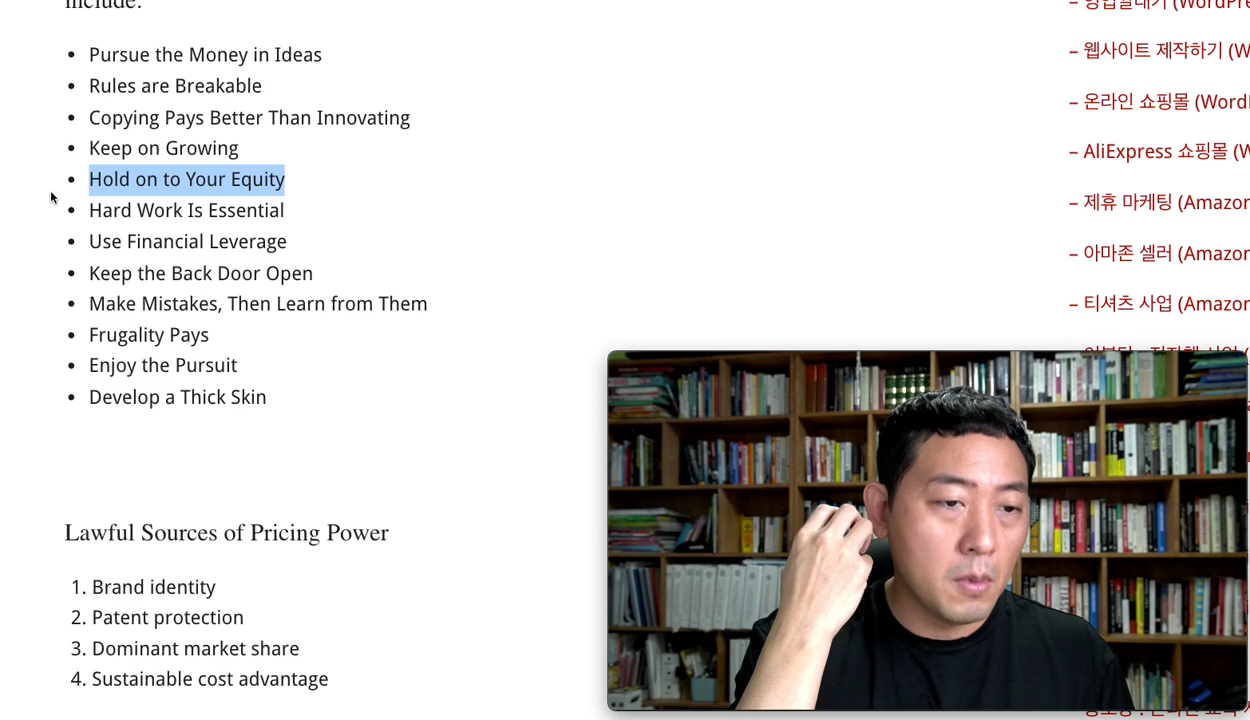 include:
• Pursue the Money in Ideas
• Rules are Breakable
• Copying Pays Better Than Innovating
• Keep on Growing
• Hold on to Your Equity
• Hard Work Is Essential
• Use Financial Leverage
• Keep the Back Door Open
• Make Mistakes, Then Learn from Them
• Frugality Pays
• Enjoy the Pursuit
• Develop a Thick Skin
Lawful Sources of Pricing Power
1. Brand identity
2. Patent protection
3. Dominant market share
4. Sustainable cost advantage
– 웹사이트 제작하기 (W
– 온라인 쇼핑몰 (Word
– AliExpress 쇼핑몰 (W
– 제휴 마케팅 (Amazon
– 아마존 셀러 (Amazon
– 티셔츠 사업 (Amazon